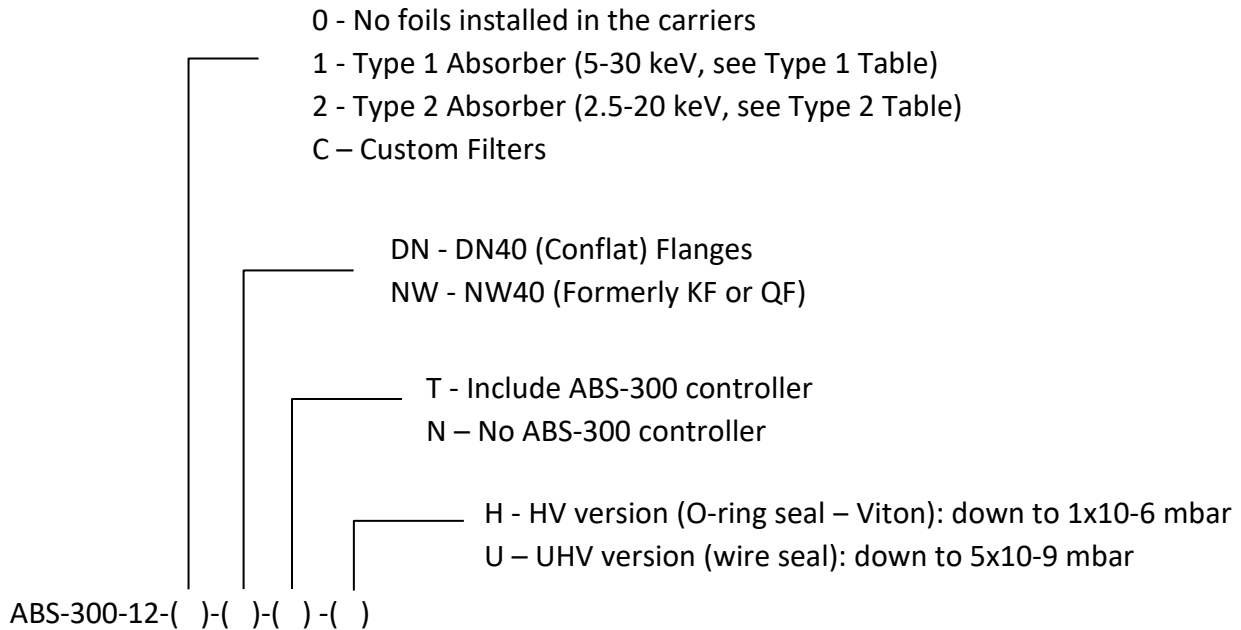 0 - No foils installed in the carriers
1 - Type 1 Absorber (5-30 keV, see Type 1 Table)
2 - Type 2 Absorber (2.5-20 keV, see Type 2 Table)
C – Custom Filters
DN - DN40 (Conflat) Flanges
NW - NW40 (Formerly KF or QF)
T - Include ABS-300 controller
N – No ABS-300 controller
H - HV version (O-ring seal – Viton): down to 1x10-6 mbar
U – UHV version (wire seal): down to 5x10-9 mbar
ABS-300-12-( )-( )-( ) -( )